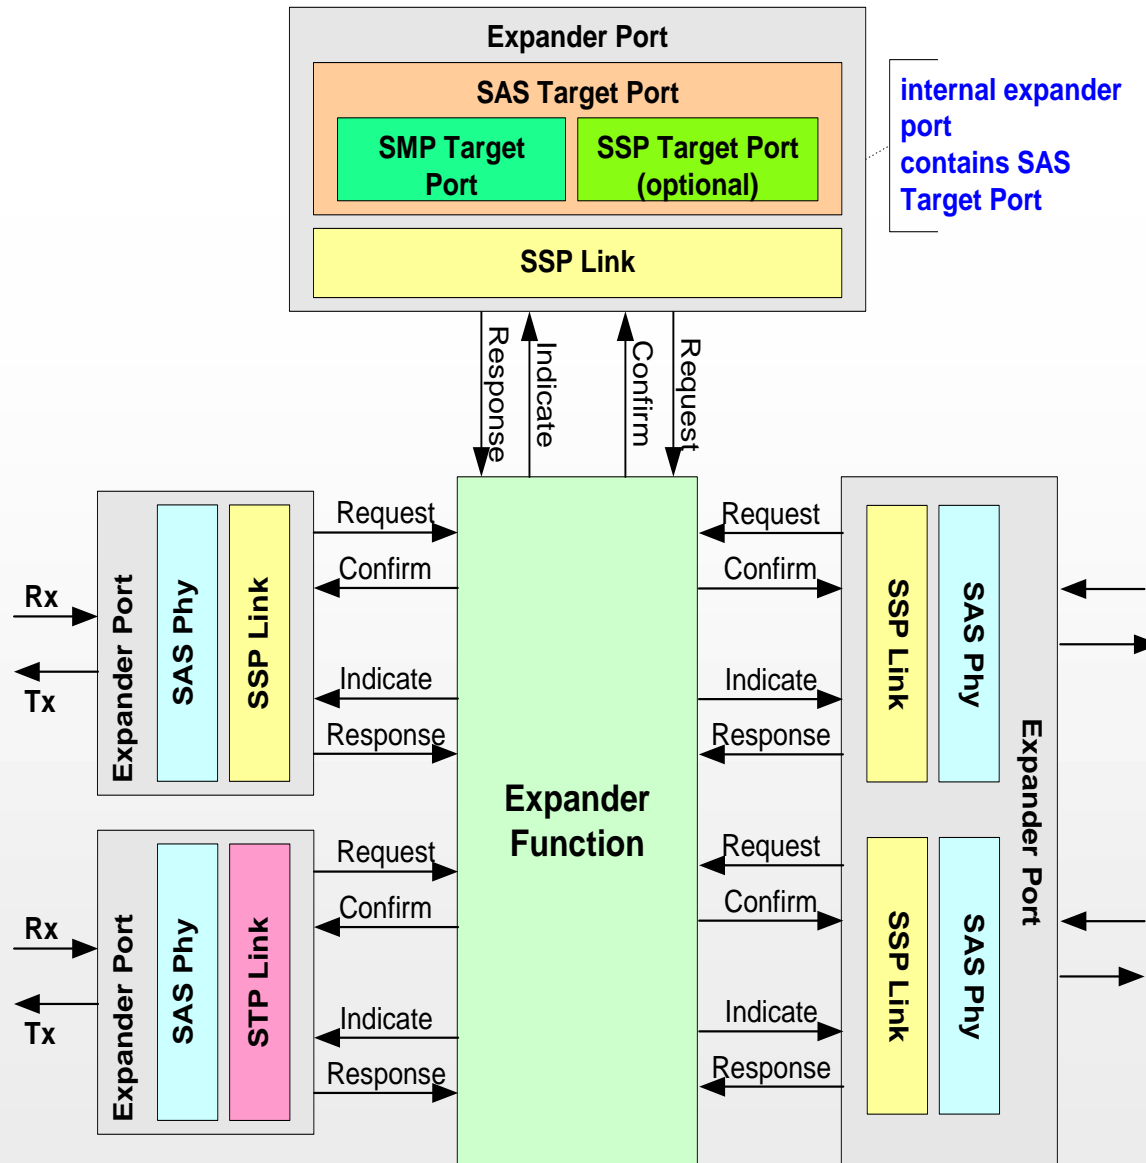 Expander Port
SAS Target Port
SMP Target
Port
SSP Target Port
(optional)
SSP Link
internal expander
port
contains SAS
Target Port
Response
Indicate
Confirm
Request
Rx
Tx
Expander Port
SAS Phy
SSP Link
Request
Confirm
Indicate
Response
Rx
Tx
Expander Port
SAS Phy
STP Link
Request
Confirm
Indicate
Response
Expander
Function
Request
Confirm
Indicate
Response
SSP Link
SAS Phy
Request
Confirm
Indicate
Response
SSP Link
SAS Phy
Expander Port